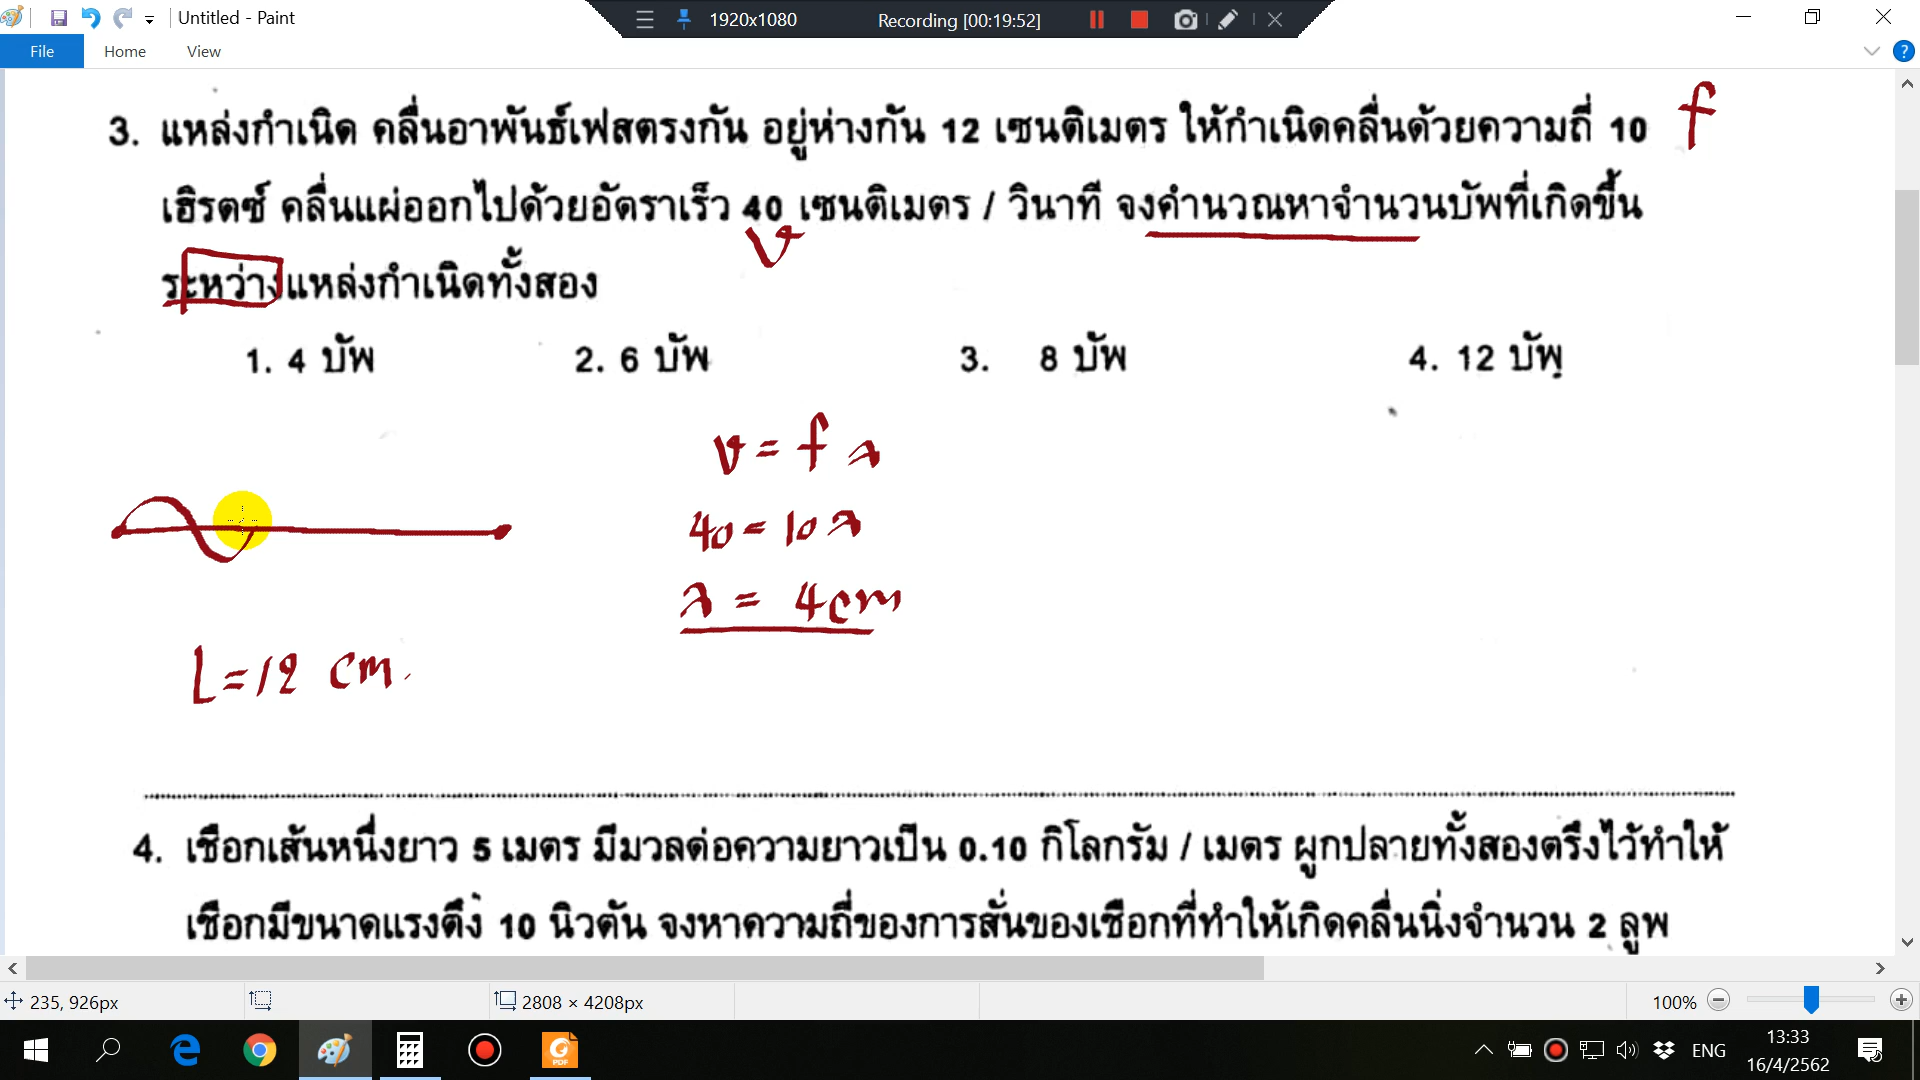 Untitled - Paint
1920x1080
Recording [00:19:52]
File
Home
View
3. แหล่งกำเนิด คลื่นอาพันธ์เฟสตรงกัน อยู่ห่างกัน 12 เซนติเมตร ให้กำเนิดคลื่นด้วยความถี่ 10 f
เฮิรตซ์ คลื่นแผ่ออกไปด้วยอัตราเร็ว 40 เซนติเมตร / วินาที จงคำนวณหาจำนวนบัพที่เกิดขึ้น
v
ระหว่างแหล่งกำเนิดทั้งสอง
1. 4 บัพ
2. 6 บัพ
3. 8 บัพ
4. 12 บัพ
v = f λ
40 = 10 λ
λ = 4cm
L = 12 cm.
4. เชือกเส้นหนึ่งยาว 5 เมตร มีมวลต่อความยาวเป็น 0.10 กิโลกรัม / เมตร ผูกปลายทั้งสองตรึงไว้ทำให้
เชือกมีขนาดแรงตึง 10 นิวตัน จงหาความถี่ของการสั่นของเชือกที่ทำให้เกิดคลื่นนิ่งจำนวน 2 ลูพ
235, 926px
2808 × 4208px
100%
PDF
ENG
13:33
16/4/2562